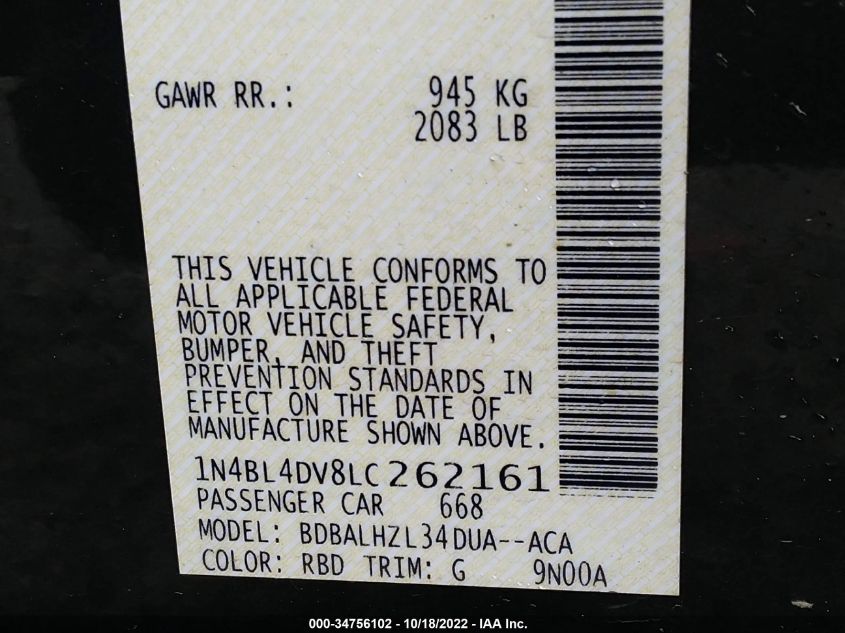 GAWR RR.: 945 KG
2083 LB
THIS VEHICLE CONFORMS TO
ALL APPLICABLE FEDERAL
MOTOR VEHICLE SAFETY,
BUMPER, AND THEFT
PREVENTION STANDARDS IN
EFFECT ON THE DATE OF
MANUFACTURE SHOWN ABOVE.
1N4BL4DV8LC262161
PASSENGER CAR 668
MODEL: BDBALHZL34DUA--ACA
COLOR: RBD TRIM: G 9N00A
000-34756102 - 10/18/2022 - IAA Inc.